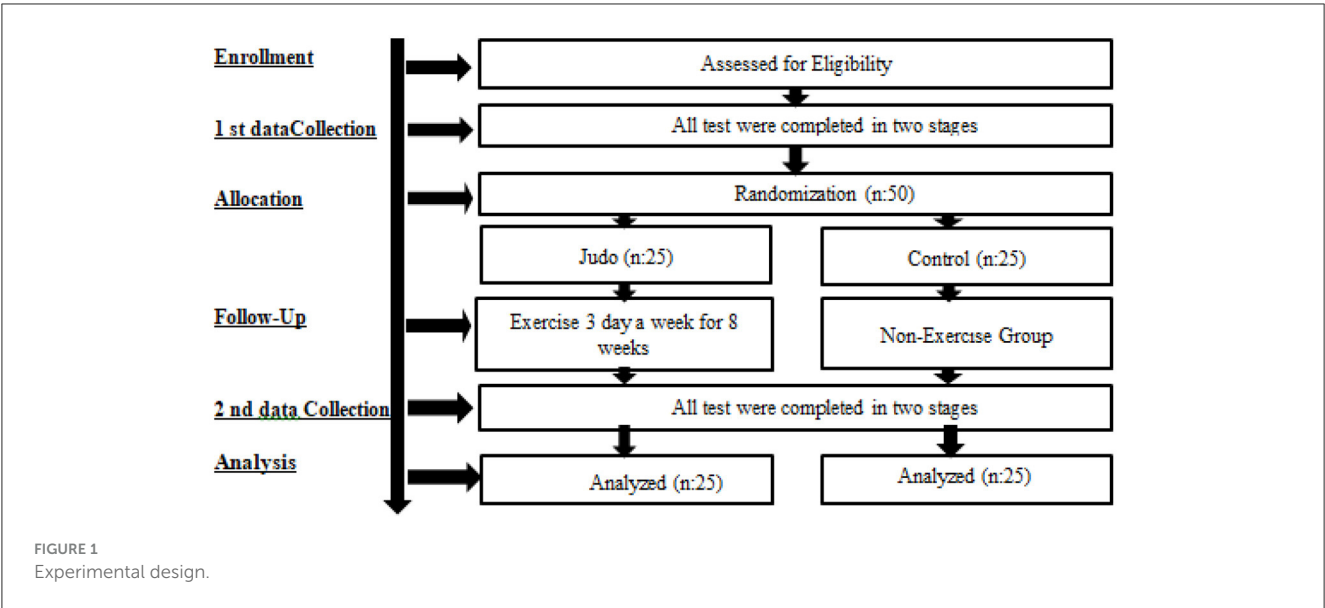 Enrollment
Assessed for Eligibility
1 st dataCollection
All test were completed in two stages
Allocation
Randomization (n:50)
Judo (n:25)
Control (n:25)
Follow-Up
Exercise 3 day a week for 8
weeks
Non-Exercise Group
2 nd data Collection
All test were completed in two stages
Analysis
Analyzed (n:25)
Analyzed (n:25)
FIGURE 1
Experimental design.